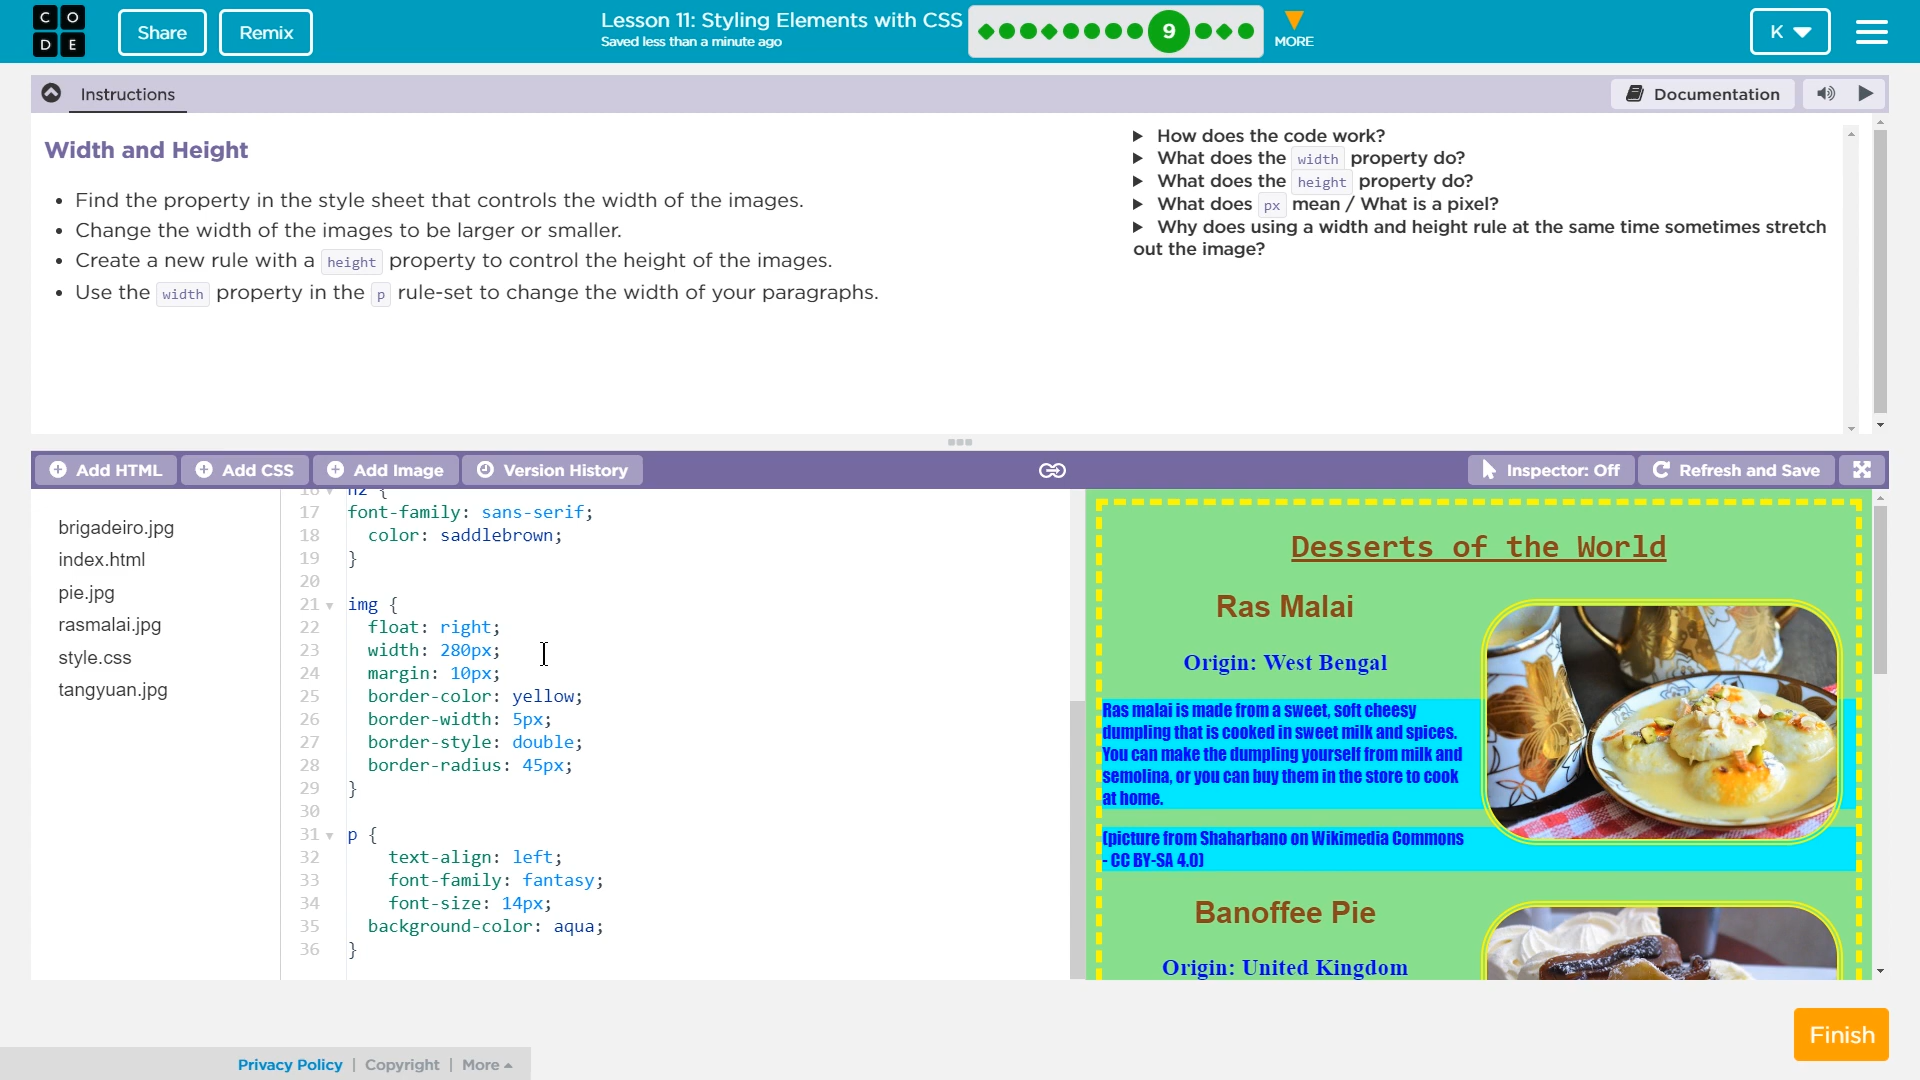 CODE
Share
Remix
Lesson 11: Styling Elements with CSS
Saved less than a minute ago
9
MORE
K
Instructions
Documentation
Width and Height
• Find the property in the style sheet that controls the width of the images.
• Change the width of the images to be larger or smaller.
• Create a new rule with a height property to control the height of the images.
• Use the width property in the p rule-set to change the width of your paragraphs.
How does the code work?
What does the width property do?
What does the height property do?
What does px mean / What is a pixel?
Why does using a width and height rule at the same time sometimes stretch
out the image?
Add HTML
Add CSS
Add Image
Version History
Inspector: Off
Refresh and Save
brigadeiro.jpg
index.html
pie.jpg
rasmalai.jpg
style.css
tangyuan.jpg
16 h2 {
17 font-family: sans-serif;
18 color: saddlebrown;
19 }
20
21 img {
22 float: right;
23 width: 280px;
24 margin: 10px;
25 border-color: yellow;
26 border-width: 5px;
27 border-style: double;
28 border-radius: 45px;
29 }
30
31 p {
32 text-align: left;
33 font-family: fantasy;
34 font-size: 14px;
35 background-color: aqua;
36 }
Desserts of the World
Ras Malai
Origin: West Bengal
Ras malai is made from a sweet, soft cheesy
dumpling that is cooked in sweet milk and spices.
You can make the dumpling yourself from milk and
semolina, or you can buy them in the store to cook
at home.
(picture from Shaharbano on Wikimedia Commons
- CC BY-SA 4.0)
Banoffee Pie
Origin: United Kingdom
Finish
Privacy Policy | Copyright | More